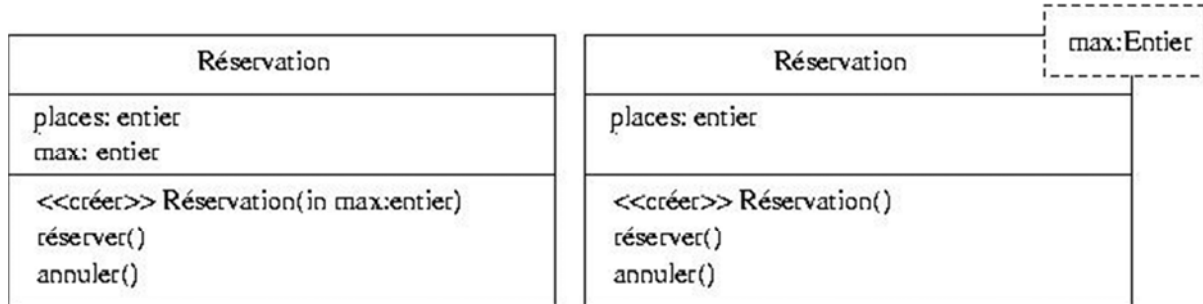 Réservation
places: entier
max: entier
<<créer>> Réservation(in max:entier)
réserver()
annuler()
max:Entier
Réservation
places: entier
<<créer>> Réservation()
réserver()
annuler()